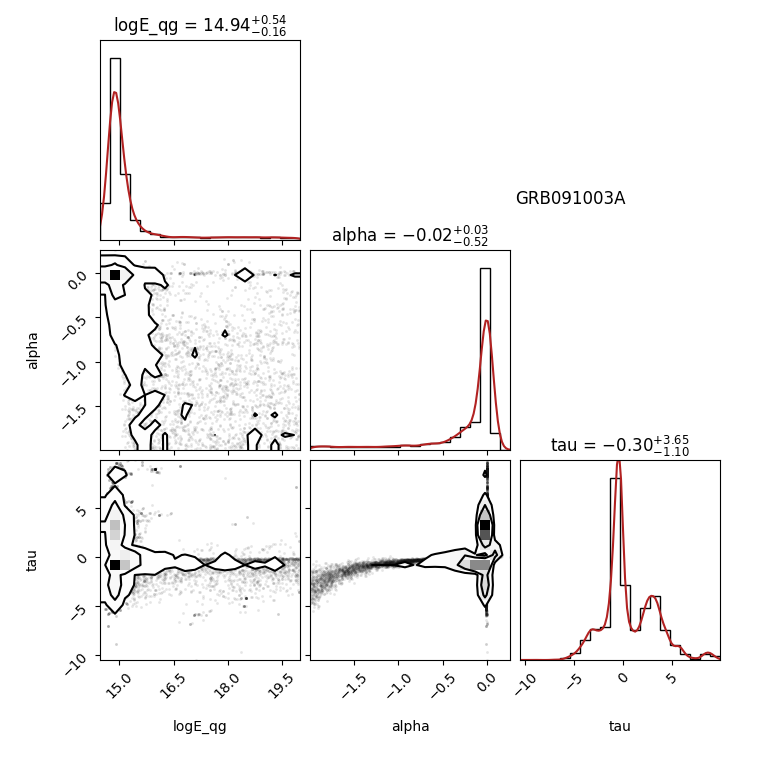 logE_qg = 14.94+0.54−0.16
GRB091003A
alpha = −0.02+0.03−0.52
0.0
−0.5
−1.0
−1.5
alpha
tau = −0.30+3.65−1.10
5
0
−5
−10
tau
15.0 16.5 18.0 19.5 −1.5 −1.0 −0.5 0.0 −10 −5 0 5
logE_qg alpha tau